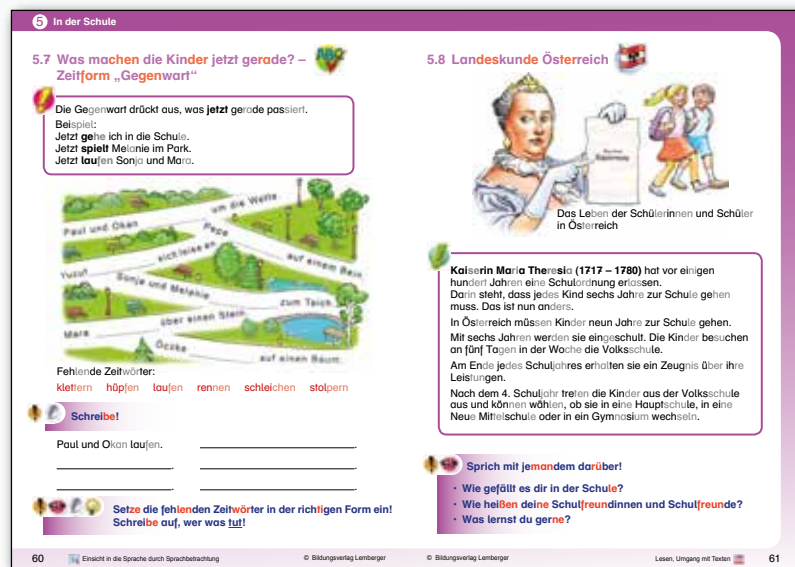 5 In der Schule
5.7 Was machen die Kinder jetzt gerade? –
Zeitform „Gegenwart“
Die Gegenwart drückt aus, was jetzt gerade passiert.
Beispiel:
Jetzt gehe ich in die Schule.
Jetzt spielt Melanie im Park.
Jetzt laufen Sonja und Mara.
Paul und Okan um die Wette.
Pepe auf einem Bein.
Yuzuf sich leise an.
Sonja und Melanie zum Teich.
Mara über einen Stein.
Öczke auf einen Baum.
Fehlende Zeitwörter:
klettern hüpfen laufen rennen schleichen stolpern
Schreibe!
Paul und Okan laufen.
Setze die fehlenden Zeitwörter in der richtigen Form ein!
Schreibe auf, wer was tut!
60 Einsicht in die Sprache durch Sprachbetrachtung © Bildungsverlag Lemberger
5.8 Landeskunde Österreich
Das Leben der Schülerinnen und Schüler
in Österreich
Kaiserin Maria Theresia (1717 – 1780) hat vor einigen
hundert Jahren eine Schulordnung erlassen.
Darin steht, dass jedes Kind sechs Jahre zur Schule gehen
muss. Das ist nun anders.
In Österreich müssen Kinder neun Jahre zur Schule gehen.
Mit sechs Jahren werden sie eingeschult. Die Kinder besuchen
an fünf Tagen in der Woche die Volksschule.
Am Ende jedes Schuljahres erhalten sie ein Zeugnis über ihre
Leistungen.
Nach dem 4. Schuljahr treten die Kinder aus der Volksschule
aus und können wählen, ob sie in eine Hauptschule, in eine
Neue Mittelschule oder in ein Gymnasium wechseln.
Sprich mit jemandem darüber!
• Wie gefällt es dir in der Schule?
• Wie heißen deine Schulfreundinnen und Schulfreunde?
• Was lernst du gerne?
© Bildungsverlag Lemberger Lesen, Umgang mit Texten 61